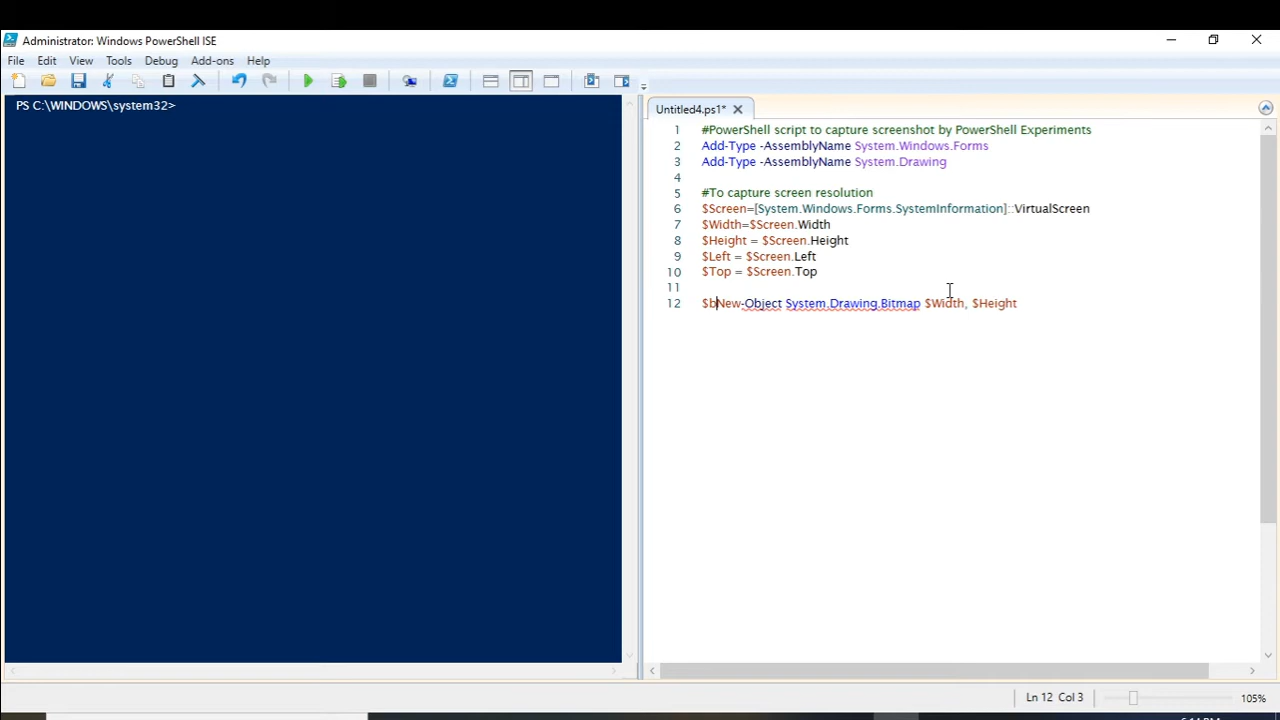 Administrator: Windows PowerShell ISE
File Edit View Tools Debug Add-ons Help
PS C:\WINDOWS\system32>
Untitled4.ps1*
1 #PowerShell script to capture screenshot by PowerShell Experiments
2 Add-Type -AssemblyName System.Windows.Forms
3 Add-Type -AssemblyName System.Drawing
4
5 #To capture screen resolution
6 $Screen=[System.Windows.Forms.SystemInformation]::VirtualScreen
7 $Width=$Screen.Width
8 $Height = $Screen.Height
9 $Left = $Screen.Left
10 $Top = $Screen.Top
11
12 $bNew-Object System.Drawing.Bitmap $Width, $Height
Ln 12 Col 3 105%